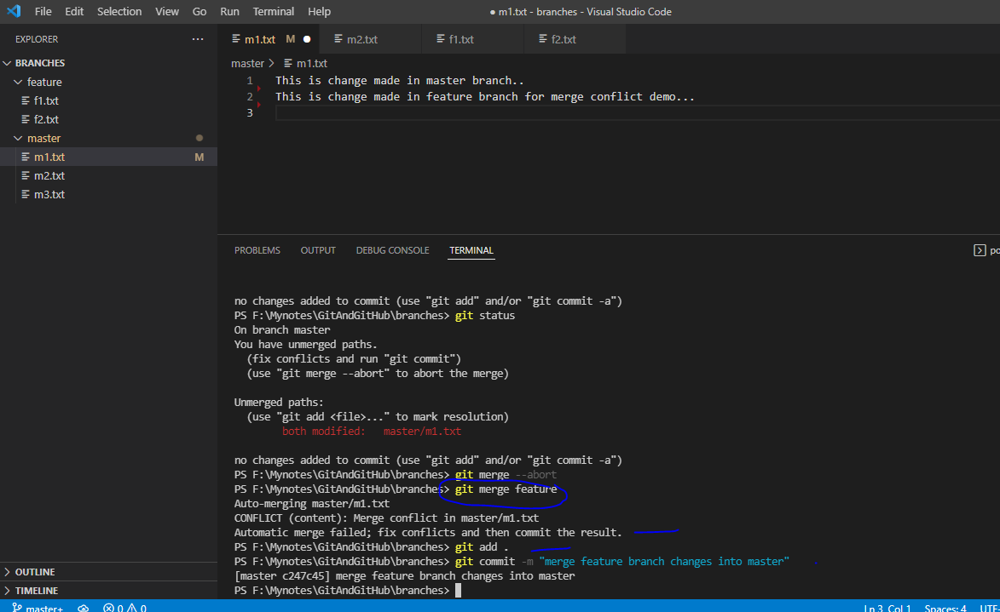 File Edit Selection View Go Run Terminal Help ● m1.txt - branches - Visual Studio Code
EXPLORER ...
m1.txt M m2.txt f1.txt f2.txt
BRANCHES
master > m1.txt
feature
f1.txt
f2.txt
master
m1.txt M
m2.txt
m3.txt
1 This is change made in master branch..
2 This is change made in feature branch for merge conflict demo...
3
PROBLEMS OUTPUT DEBUG CONSOLE TERMINAL
no changes added to commit (use "git add" and/or "git commit -a")
PS F:\Mynotes\GitAndGitHub\branches> git status
On branch master
You have unmerged paths.
(fix conflicts and run "git commit")
(use "git merge --abort" to abort the merge)
Unmerged paths:
(use "git add <file>..." to mark resolution)
both modified: master/m1.txt
no changes added to commit (use "git add" and/or "git commit -a")
PS F:\Mynotes\GitAndGitHub\branches> git merge --abort
PS F:\Mynotes\GitAndGitHub\branches> git merge feature
Auto-merging master/m1.txt
CONFLICT (content): Merge conflict in master/m1.txt
Automatic merge failed; fix conflicts and then commit the result.
PS F:\Mynotes\GitAndGitHub\branches> git add .
PS F:\Mynotes\GitAndGitHub\branches> git commit -m "merge feature branch changes into master"
[master c247c45] merge feature branch changes into master
PS F:\Mynotes\GitAndGitHub\branches>
OUTLINE
TIMELINE
master+ 0 0 Ln 3, Col 1 Spaces: 4 UTF-